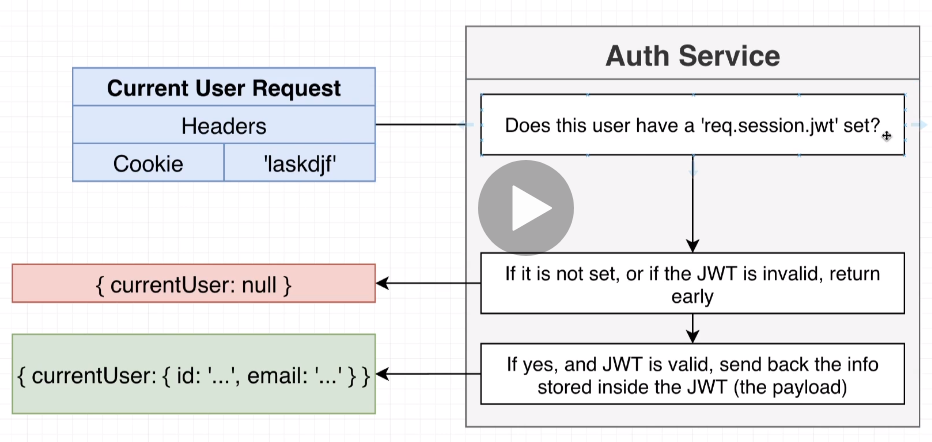 Auth Service
Current User Request
Headers
Cookie
'laskdjf'
Does this user have a 'req.session.jwt' set?
If it is not set, or if the JWT is invalid, return
early
{ currentUser: null }
If yes, and JWT is valid, send back the info
stored inside the JWT (the payload)
{ currentUser: { id: '...', email: '...' } }